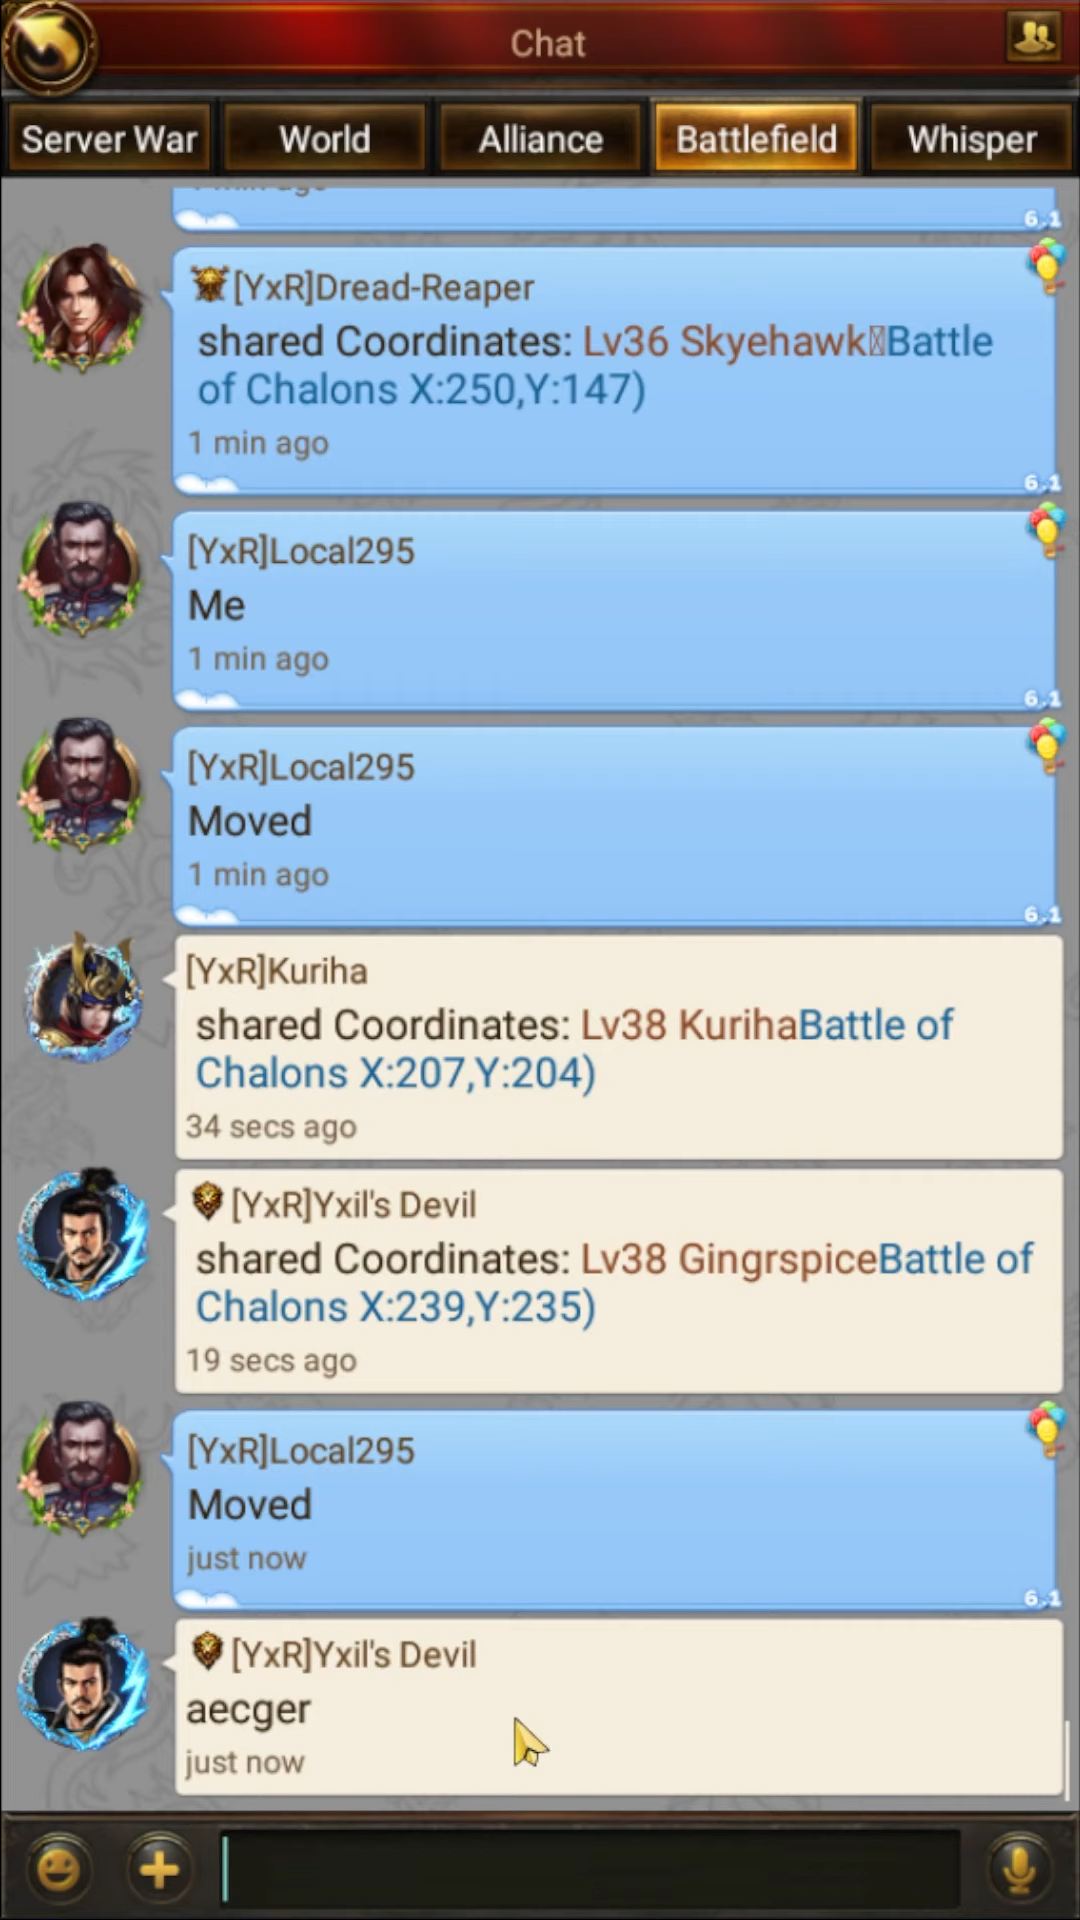 Chat
Server War
World
Alliance
Battlefield
Whisper
1 min ago
6.1
[YxR]Dread-Reaper
shared Coordinates: Lv36 Skyehawk Battle
of Chalons X:250,Y:147)
1 min ago
6.1
[YxR]Local295
Me
1 min ago
6.1
[YxR]Local295
Moved
1 min ago
6.1
[YxR]Kuriha
shared Coordinates: Lv38 KurihaBattle of
Chalons X:207,Y:204)
34 secs ago
[YxR]Yxil's Devil
shared Coordinates: Lv38 GingrspiceBattle of
Chalons X:239,Y:235)
19 secs ago
[YxR]Local295
Moved
just now
6.1
[YxR]Yxil's Devil
aecger
just now